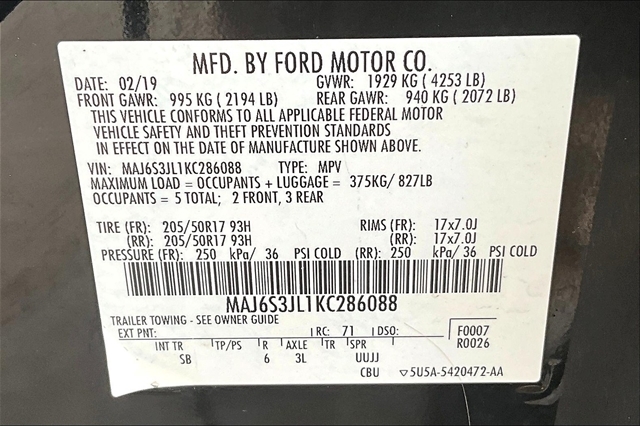 MFD. BY FORD MOTOR CO.
DATE: 02/19 GVWR: 1929 KG ( 4253 LB)
FRONT GAWR: 995 KG ( 2194 LB) REAR GAWR: 940 KG ( 2072 LB)
THIS VEHICLE CONFORMS TO ALL APPLICABLE FEDERAL MOTOR
VEHICLE SAFETY AND THEFT PREVENTION STANDARDS
IN EFFECT ON THE DATE OF MANUFACTURE SHOWN ABOVE.
VIN: MAJ6S3JL1KC286088 TYPE: MPV
MAXIMUM LOAD = OCCUPANTS + LUGGAGE = 375KG/ 827LB
OCCUPANTS = 5 TOTAL; 2 FRONT, 3 REAR
TIRE (FR): 205/50R17 93H RIMS (FR): 17x7.0J
(RR): 205/50R17 93H (RR): 17x7.0J
PRESSURE (FR): 250 kPa/ 36 PSI COLD (RR): 250 kPa/ 36 PSI COLD
MAJ6S3JL1KC286088
TRAILER TOWING - SEE OWNER GUIDE
EXT PNT: RC: 71 DSO: F0007
INT TR TP/PS R AXLE TR SPR R0026
SB 6 3L UUJJ
CBU ▽5U5A-5420472-AA